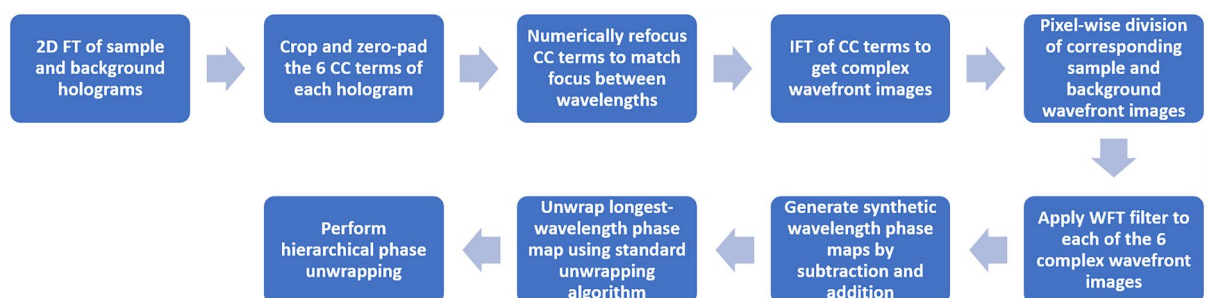 2D FT of sample
and background
holograms
Crop and zero-pad
the 6 CC terms of
each hologram
Numerically refocus
CC terms to match
focus between
wavelengths
IFT of CC terms to
get complex
wavefront images
Pixel-wise division
of corresponding
sample and
background
wavefront images
Apply WFT filter to
each of the 6
complex wavefront
images
Generate synthetic
wavelength phase
maps by
subtraction and
addition
Unwrap longest-
wavelength phase
map using standard
unwrapping
algorithm
Perform
hierarchical phase
unwrapping